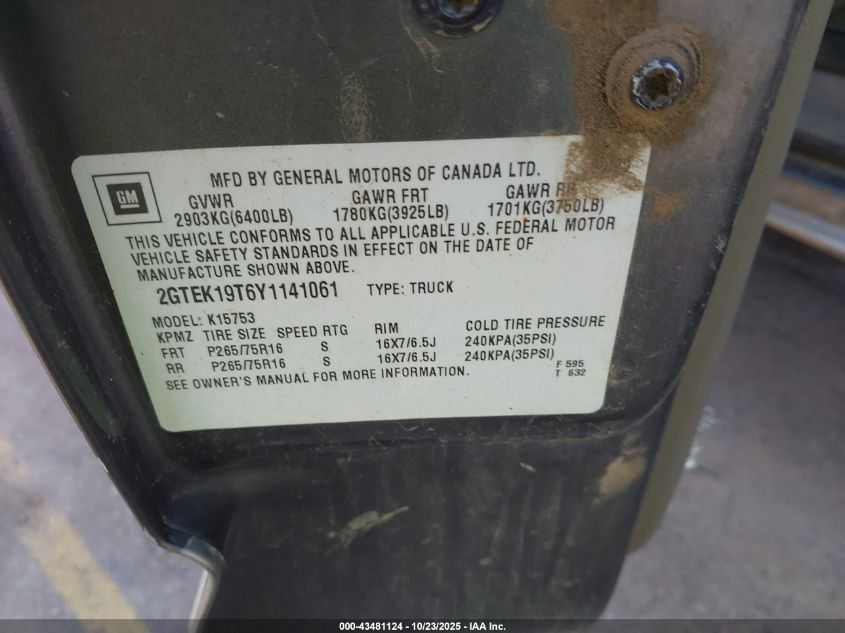 GM
MFD BY GENERAL MOTORS OF CANADA LTD.
GVWR GAWR FRT GAWR RR
2903KG(6400LB) 1780KG(3925LB) 1701KG(3750LB)
THIS VEHICLE CONFORMS TO ALL APPLICABLE U.S. FEDERAL MOTOR
VEHICLE SAFETY STANDARDS IN EFFECT ON THE DATE OF
MANUFACTURE SHOWN ABOVE.
2GTEK19T6Y1141061 TYPE: TRUCK
MODEL: K15753
KPMZ TIRE SIZE SPEED RTG RIM COLD TIRE PRESSURE
FRT P265/75R16 S 16X7/6.5J 240KPA(35PSI)
RR P265/75R16 S 16X7/6.5J 240KPA(35PSI)
SEE OWNER'S MANUAL FOR MORE INFORMATION.
F 595
T 632
000-43481124 | 10/23/2025 | IAA Inc.